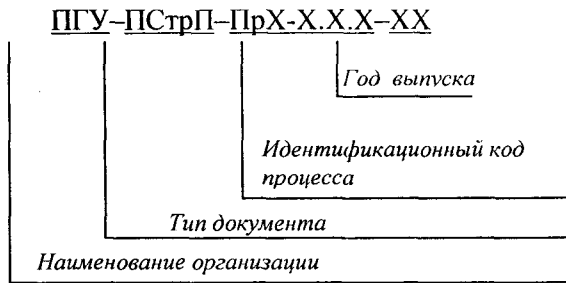 ПГУ–ПСтрП–ПрХ-Х.Х.Х–ХХ
Год выпуска
Идентификационный код
процесса
Тип документа
Наименование организации